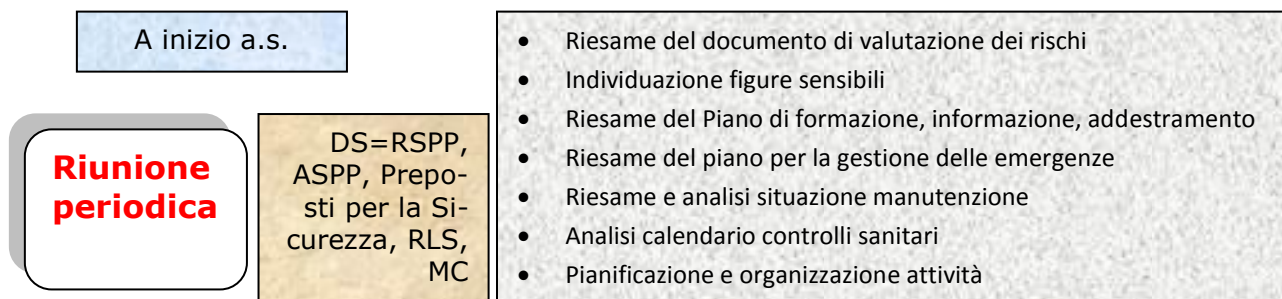 A inizio a.s.
Riunione
periodica
DS=RSPP,
ASPP, Prepo-
sti per la Si-
curezza, RLS,
MC
• Riesame del documento di valutazione dei rischi
• Individuazione figure sensibili
• Riesame del Piano di formazione, informazione, addestramento
• Riesame del piano per la gestione delle emergenze
• Riesame e analisi situazione manutenzione
• Analisi calendario controlli sanitari
• Pianificazione e organizzazione attività